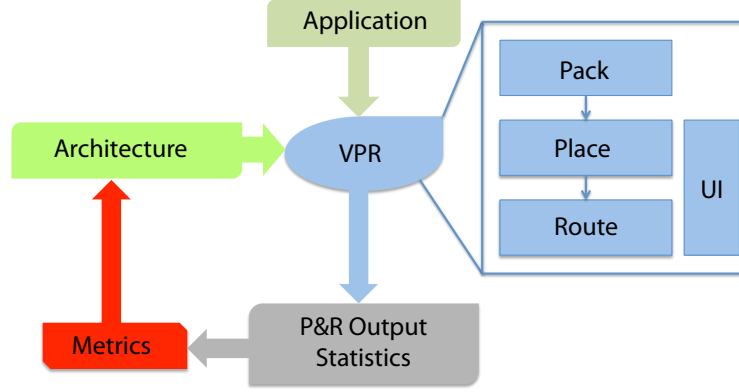 Application
Pack
Architecture
VPR
Place
UI
Route
P&R Output
Statistics
Metrics